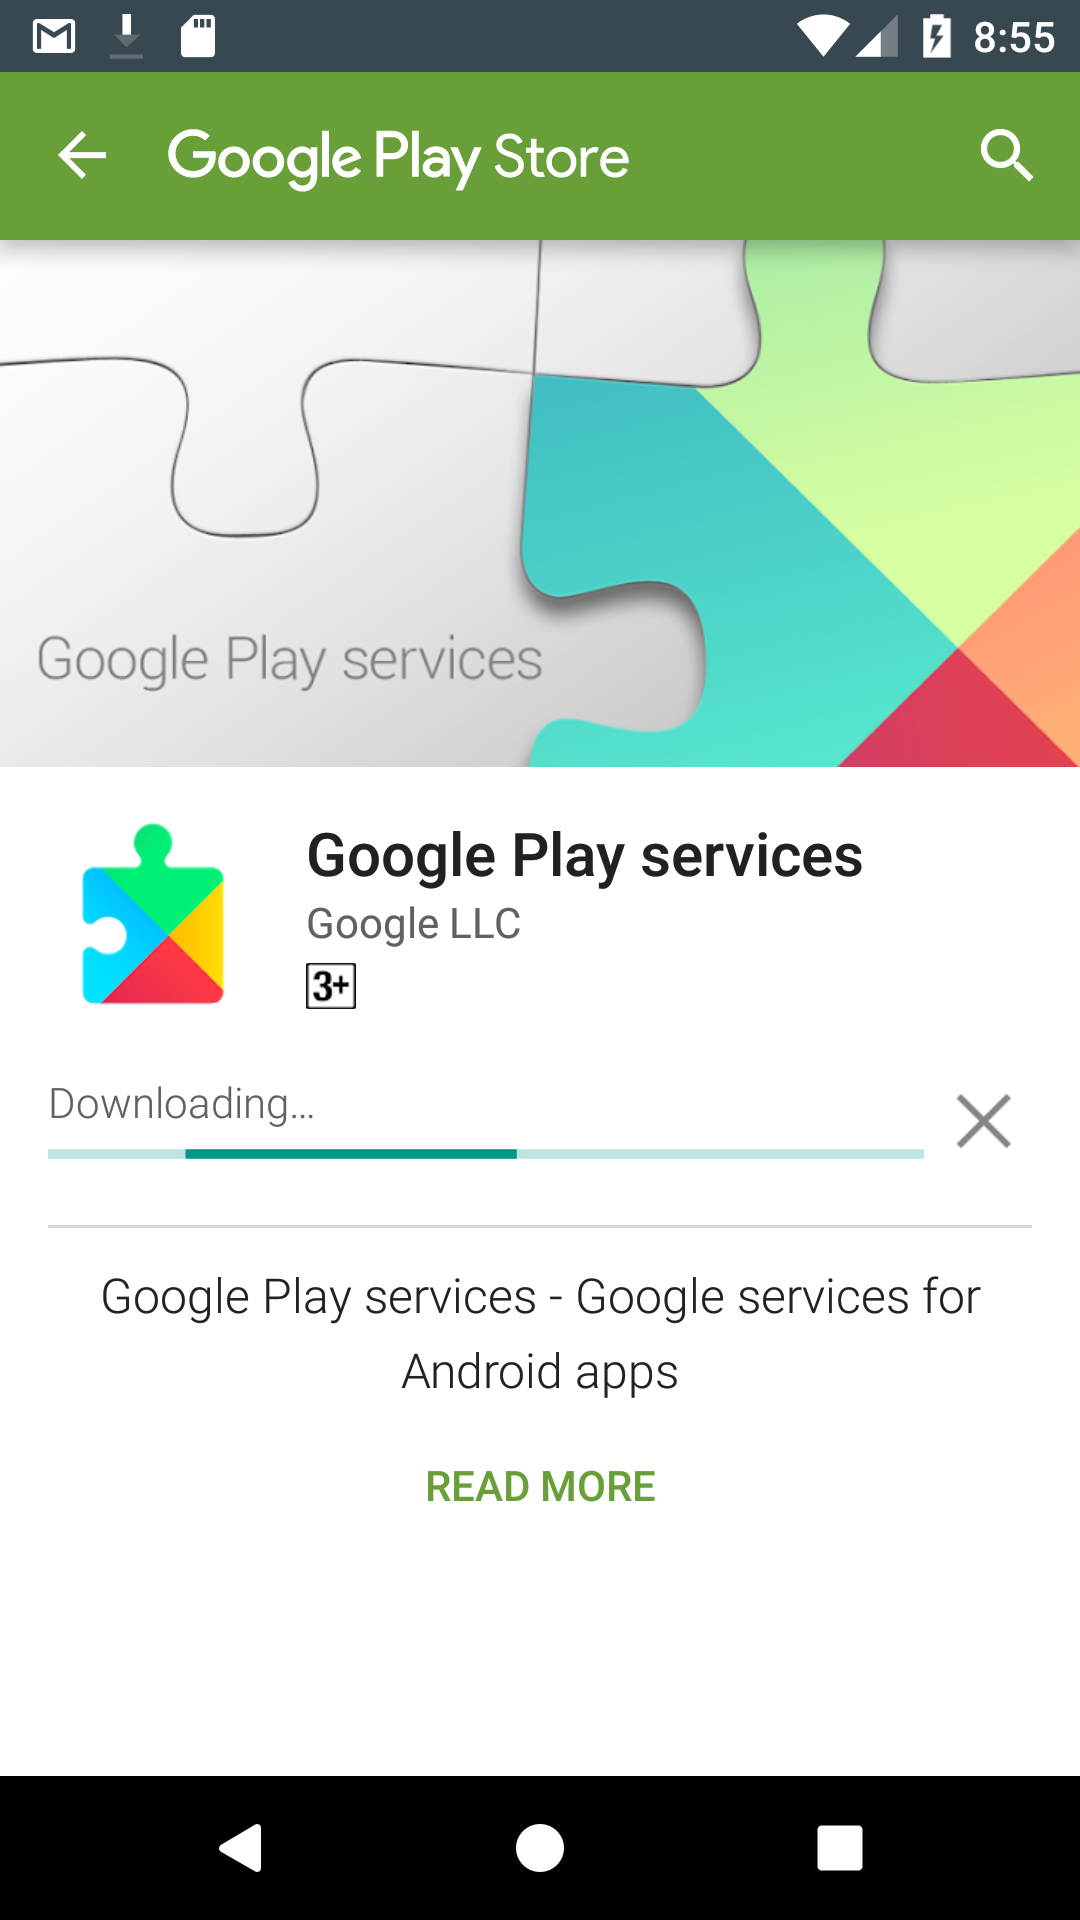 8:55
Google Play Store
Google Play services
Google Play services
Google LLC
3+
Downloading...
Google Play services - Google services for
Android apps
READ MORE